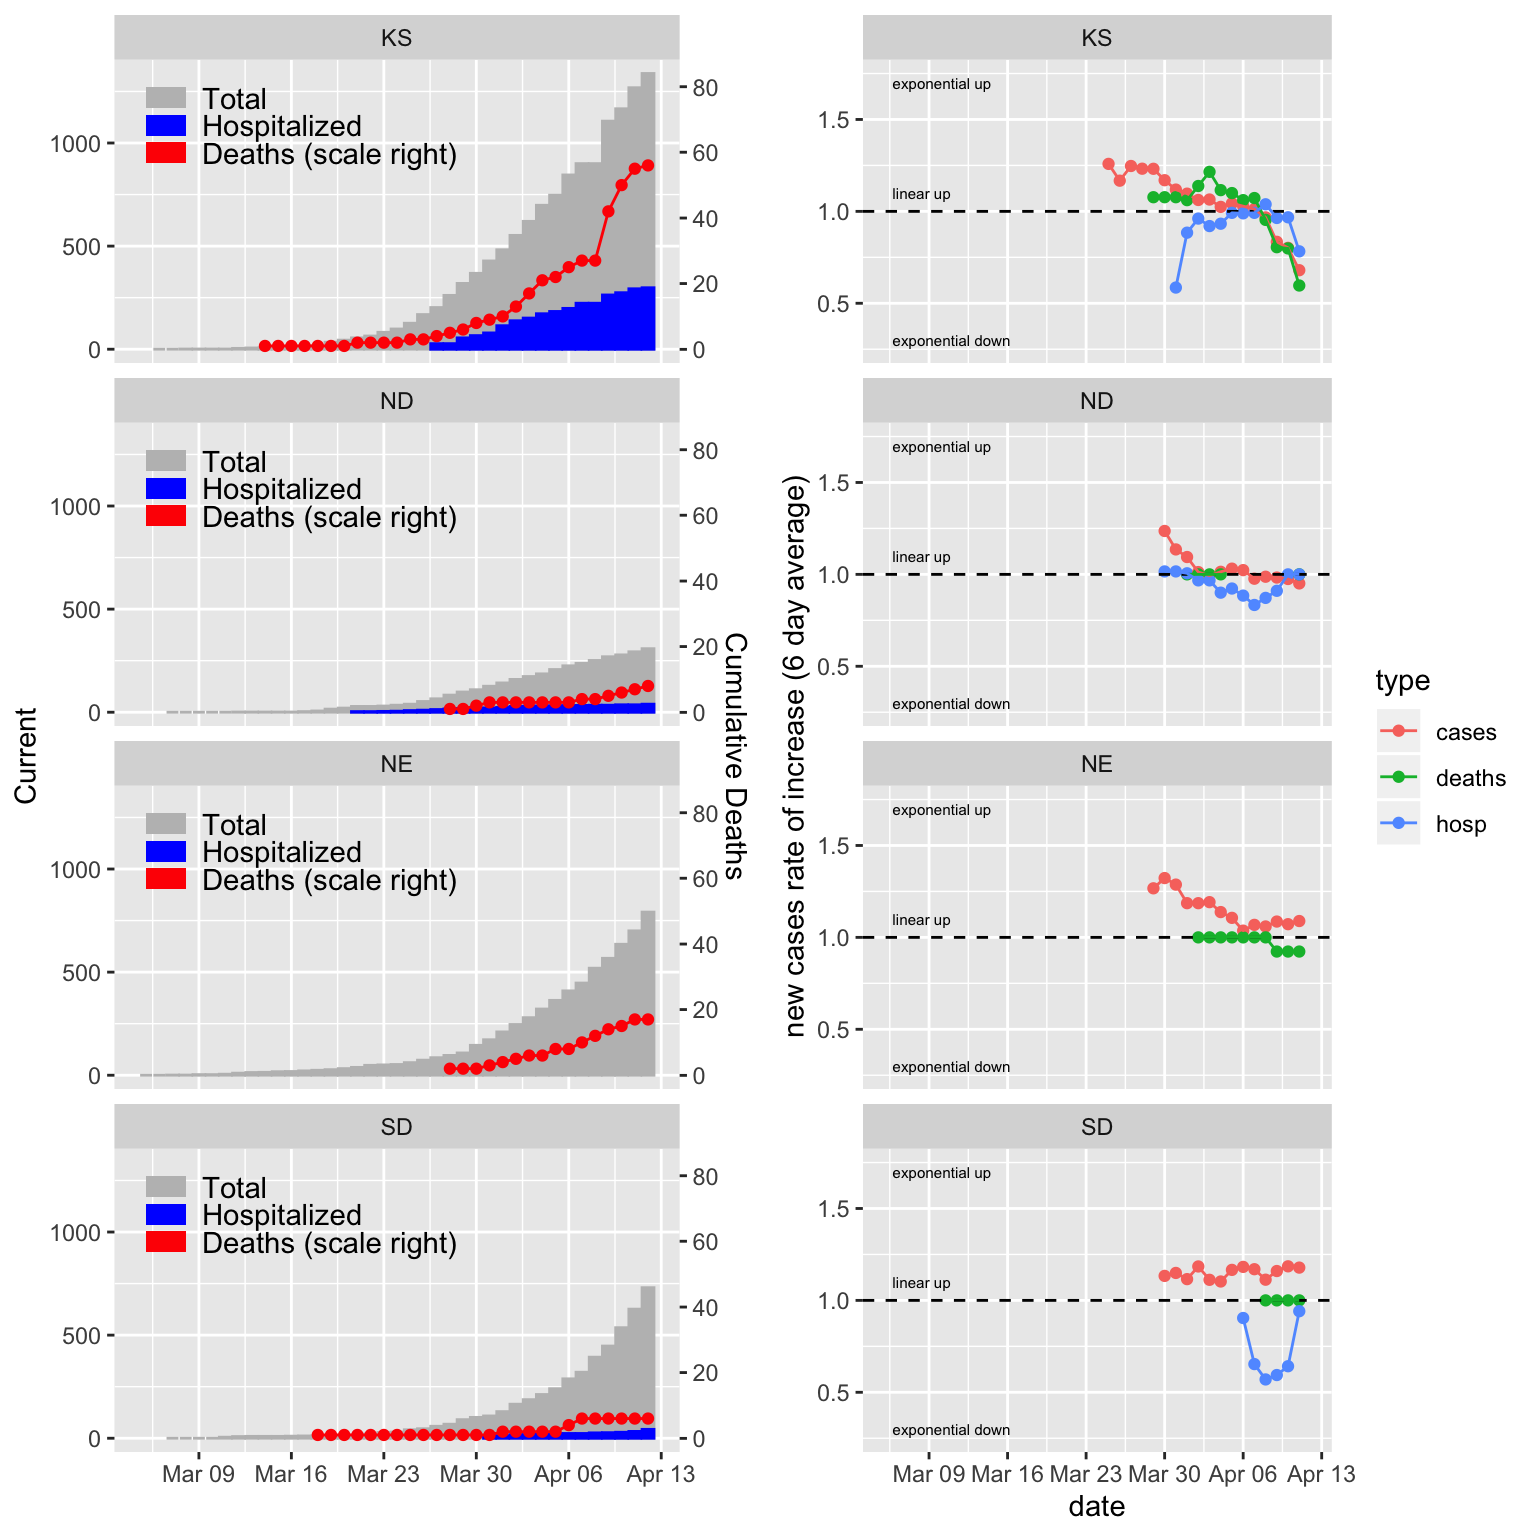 KS
Total
Hospitalized
Deaths (scale right)
1000
500
0
80
60
40
20
0
ND
Total
Hospitalized
Deaths (scale right)
1000
500
0
80
60
40
20
0
NE
Total
Hospitalized
Deaths (scale right)
1000
500
0
80
60
40
20
0
SD
Total
Hospitalized
Deaths (scale right)
1000
500
0
80
60
40
20
0
Mar 09 Mar 16 Mar 23 Mar 30 Apr 06 Apr 13
Current
Cumulative Deaths
KS
exponential up
linear up
exponential down
1.5
1.0
0.5
ND
exponential up
linear up
exponential down
1.5
1.0
0.5
NE
exponential up
linear up
exponential down
1.5
1.0
0.5
SD
exponential up
linear up
exponential down
1.5
1.0
0.5
Mar 09 Mar 16 Mar 23 Mar 30 Apr 06 Apr 13
date
new cases rate of increase (6 day average)
type
cases
deaths
hosp